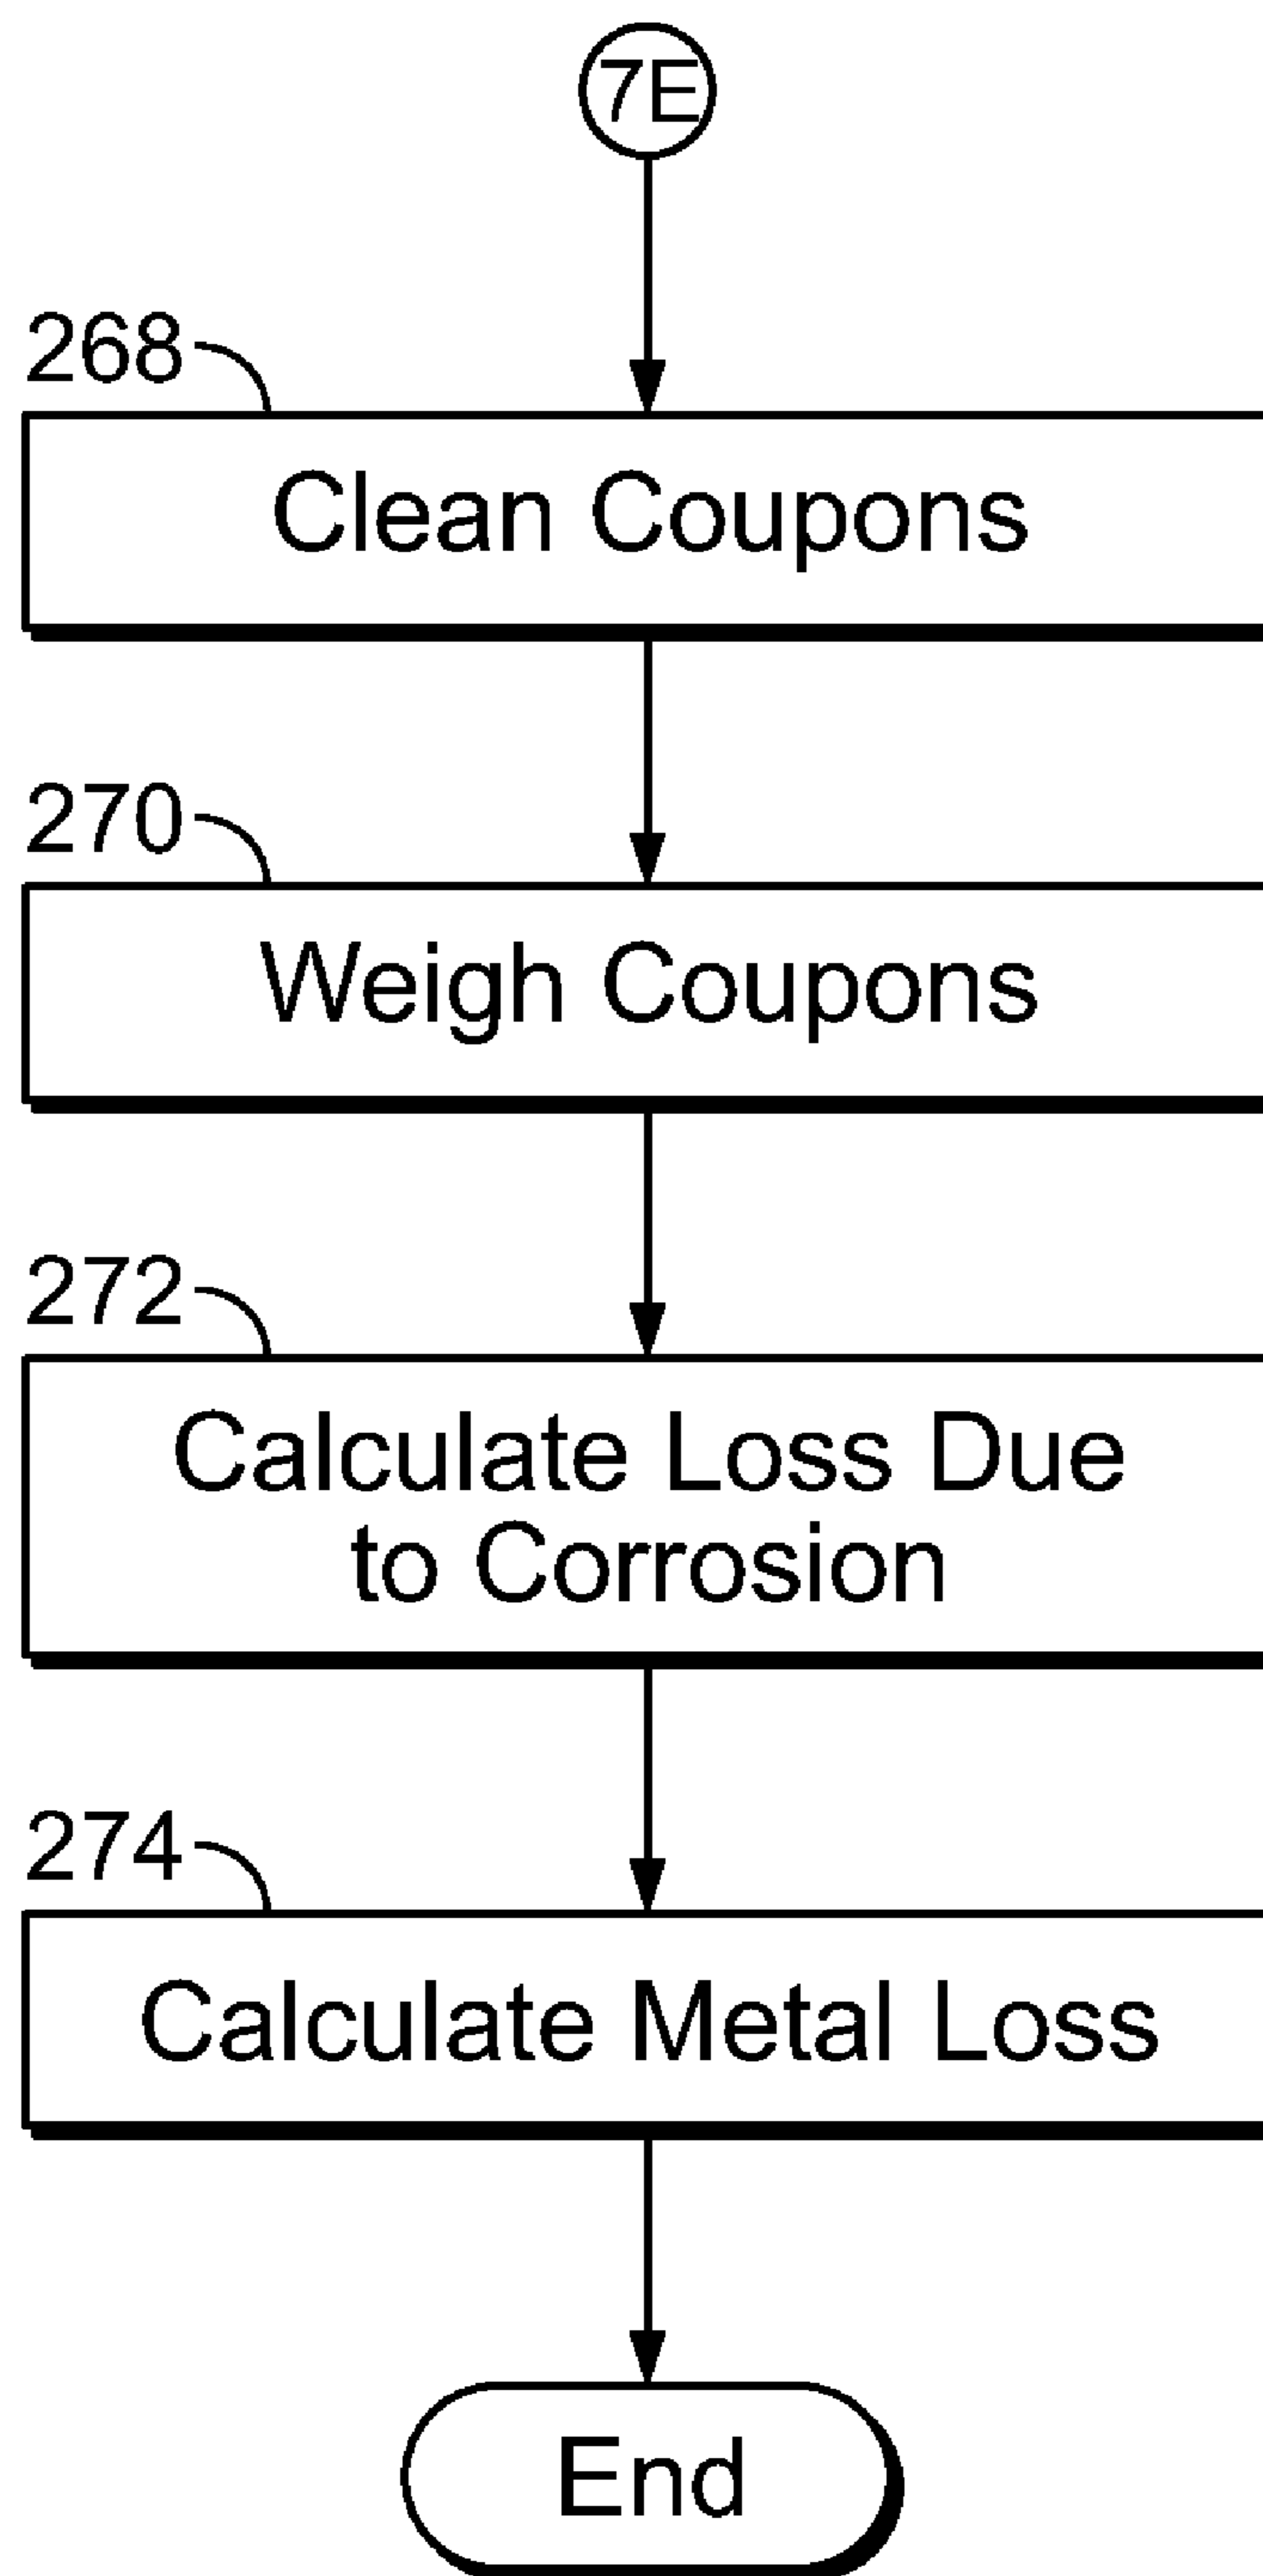 7E
268
Clean Coupons
270
Weigh Coupons
272
Calculate Loss Due
to Corrosion
274
Calculate Metal Loss
End